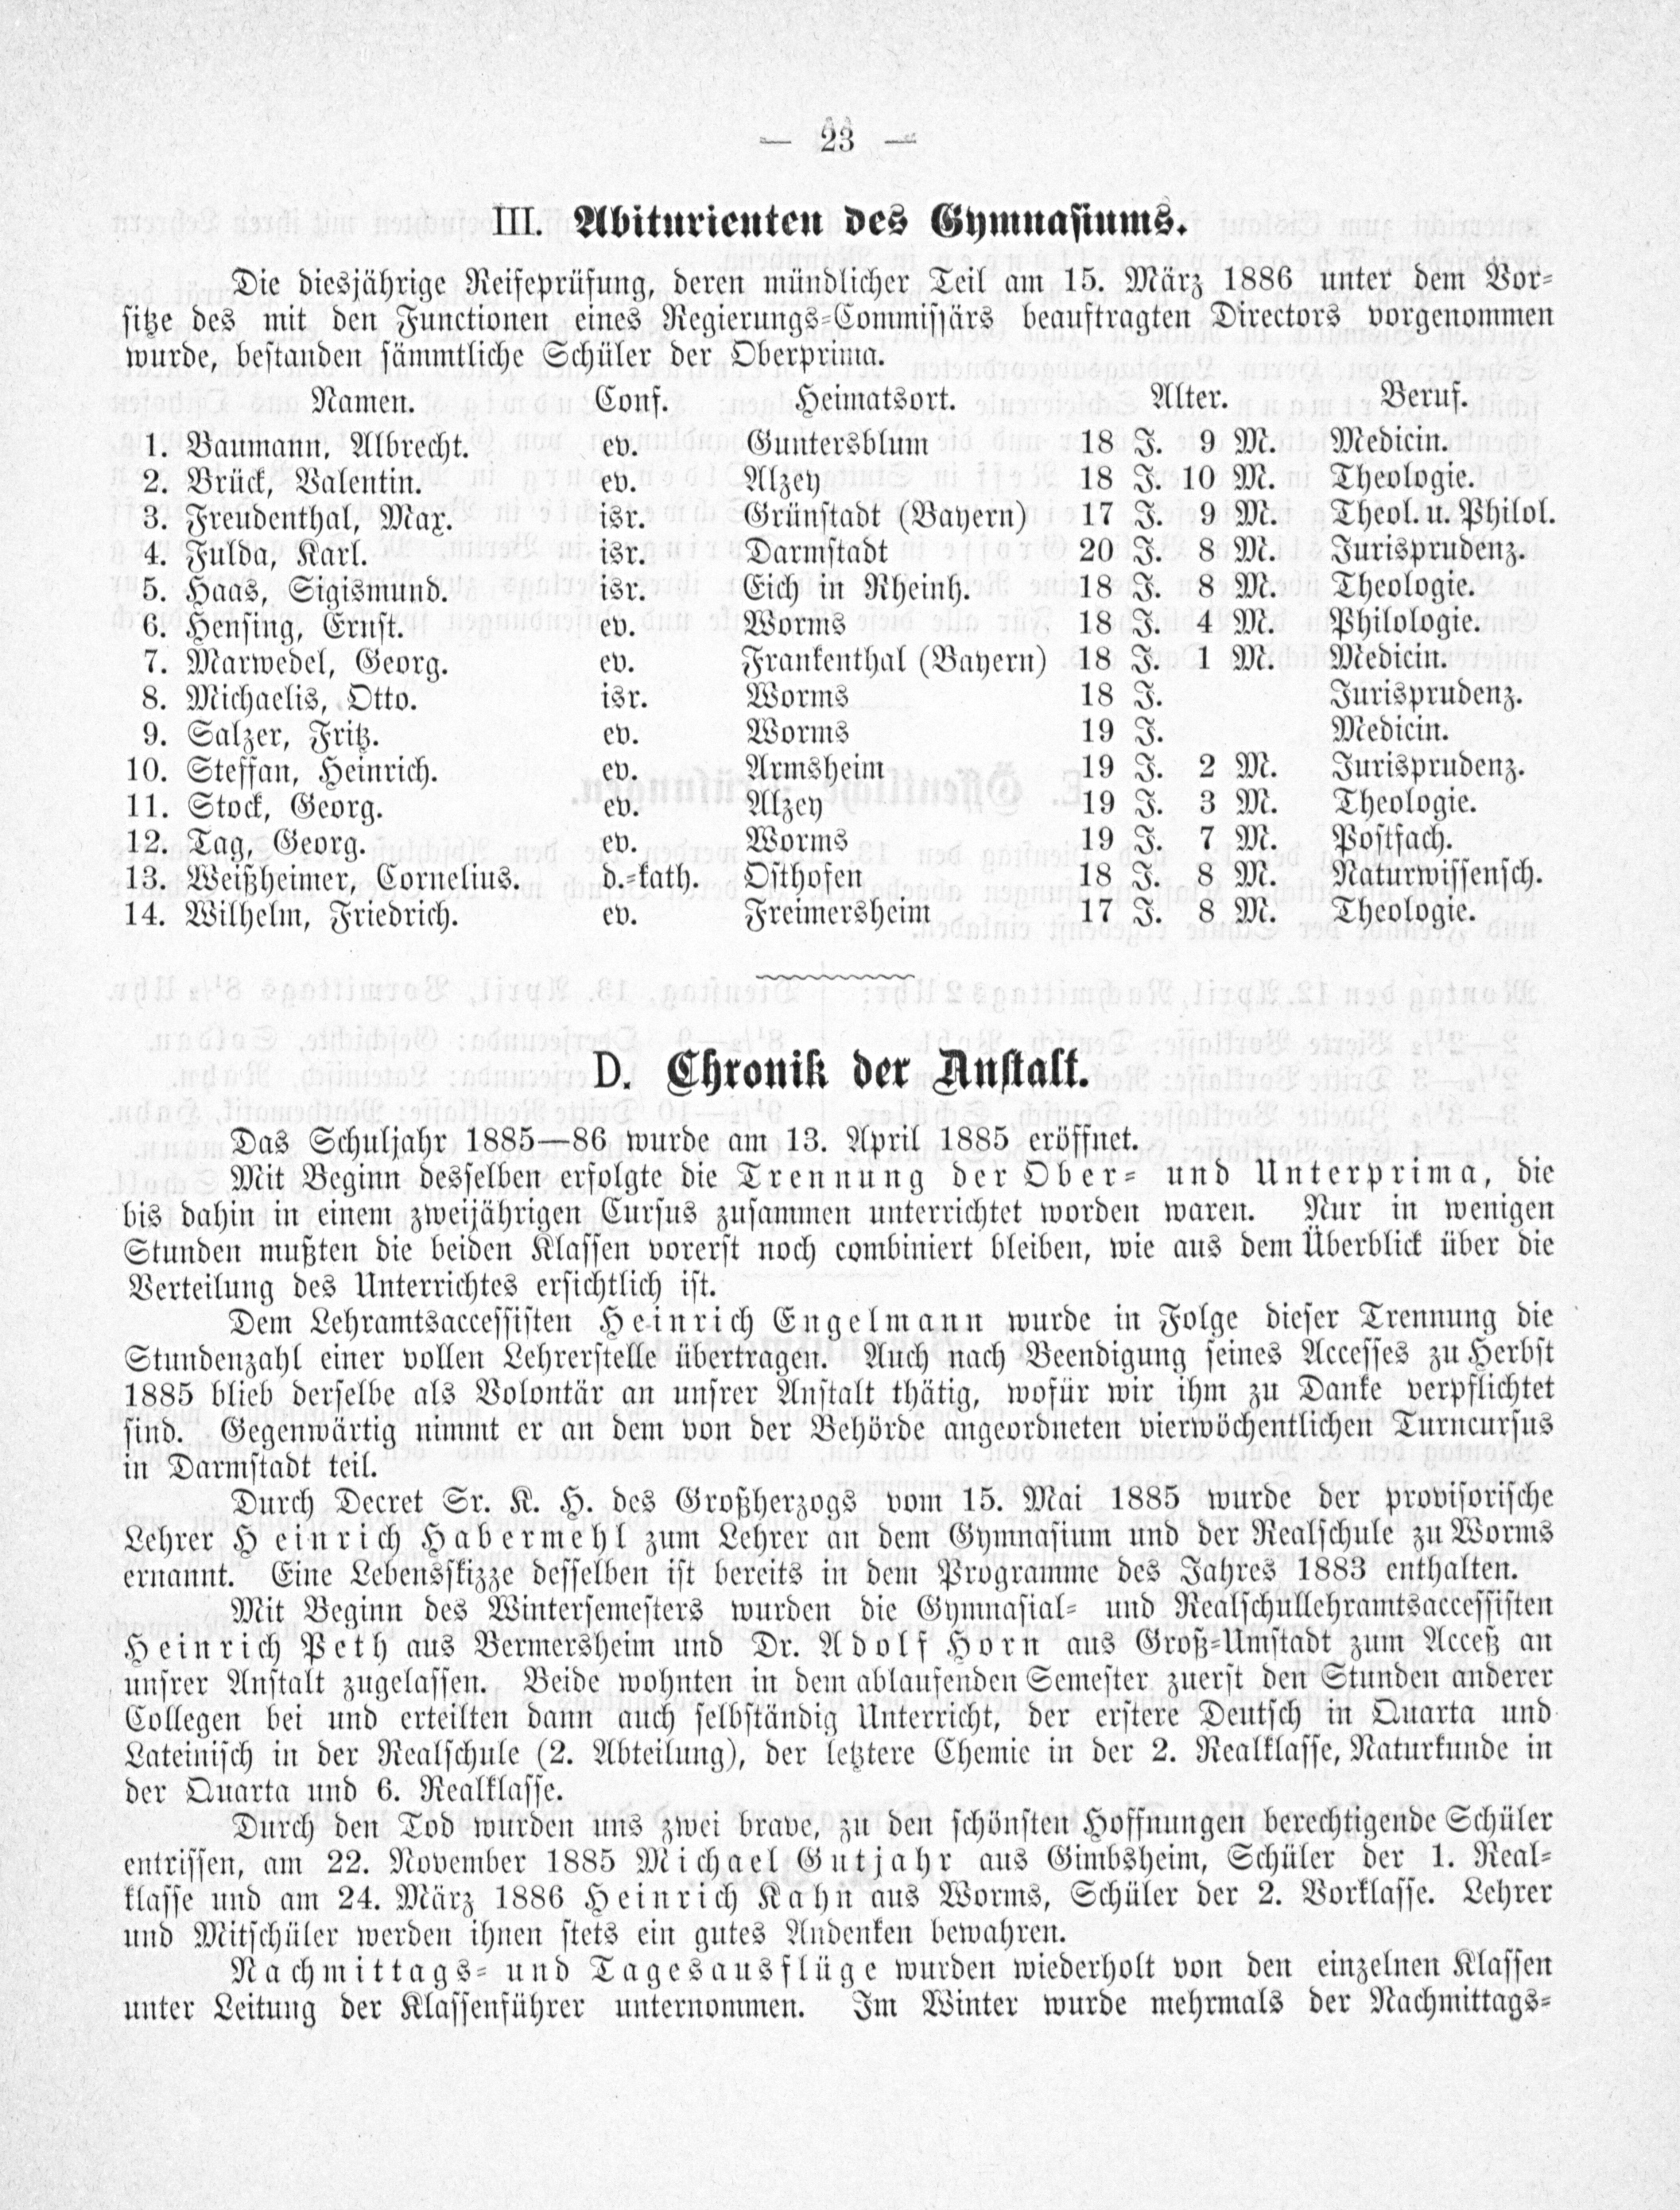 — 23 —
III. Abiturienten des Gymnasiums.
Die diesjährige Reifeprüfung, deren mündlicher Teil am 15. März 1886 unter dem Vor-
sitze des mit den Functionen eines Regierungs-Commissärs beauftragten Directors vorgenommen
wurde, bestanden sämmtliche Schüler der Oberprima.
Namen. Conf. Heimatsort. Alter. Beruf.
1. Baumann, Albrecht. ev. Guntersblum 18 J. 9 M. Medicin.
2. Brück, Valentin. ev. Alzey 18 J. 10 M. Theologie.
3. Freudenthal, Max. isr. Grünstadt (Bayern) 17 J. 9 M. Theol. u. Philol.
4. Fulda, Karl. isr. Darmstadt 20 J. 8 M. Jurisprudenz.
5. Haas, Sigismund. isr. Eich in Rheinh. 18 J. 8 M. Theologie.
6. Hensing, Ernst. ev. Worms 18 J. 4 M. Philologie.
7. Marwedel, Georg. ev. Frankenthal (Bayern) 18 J. 1 M. Medicin.
8. Michaelis, Otto. isr. Worms 18 J. Jurisprudenz.
9. Salzer, Fritz. ev. Worms 19 J. Medicin.
10. Steffan, Heinrich. ev. Armsheim 19 J. 2 M. Jurisprudenz.
11. Stock, Georg. ev. Alzey 19 J. 3 M. Theologie.
12. Tag, Georg. ev. Worms 19 J. 7 M. Postfach.
13. Weißheimer, Cornelius. d.-kath. Osthofen 18 J. 8 M. Naturwissensch.
14. Wilhelm, Friedrich. ev. Freimersheim 17 J. 8 M. Theologie.
D. Chronik der Anstalt.
Das Schuljahr 1885—86 wurde am 13. April 1885 eröffnet.
Mit Beginn desselben erfolgte die Trennung der Ober- und Unterprima, die
bis dahin in einem zweijährigen Cursus zusammen unterrichtet worden waren. Nur in wenigen
Stunden mußten die beiden Klassen vorerst noch combiniert bleiben, wie aus dem Überblick über die
Verteilung des Unterrichtes ersichtlich ist.
Dem Lehramtsaccessisten Heinrich Engelmann wurde in Folge dieser Trennung die
Stundenzahl einer vollen Lehrerstelle übertragen. Auch nach Beendigung seines Accesses zu Herbst
1885 blieb derselbe als Volontär an unsrer Anstalt thätig, wofür wir ihm zu Danke verpflichtet
sind. Gegenwärtig nimmt er an dem von der Behörde angeordneten vierwöchentlichen Turncursus
in Darmstadt teil.
Durch Decret Sr. K. H. des Großherzogs vom 15. Mai 1885 wurde der provisorische
Lehrer Heinrich Habermehl zum Lehrer an dem Gymnasium und der Realschule zu Worms
ernannt. Eine Lebensskizze desselben ist bereits in dem Programme des Jahres 1883 enthalten.
Mit Beginn des Wintersemesters wurden die Gymnasial- und Realschullehramtsaccessisten
Heinrich Peth aus Bermersheim und Dr. Adolf Horn aus Groß-Umstadt zum Acceß an
unsrer Anstalt zugelassen. Beide wohnten in dem ablaufenden Semester zuerst den Stunden anderer
Collegen bei und erteilten dann auch selbständig Unterricht, der erstere Deutsch in Quarta und
Lateinisch in der Realschule (2. Abteilung), der letztere Chemie in der 2. Realklasse, Naturkunde in
der Quarta und 6. Realklasse.
Durch den Tod wurden uns zwei brave, zu den schönsten Hoffnungen berechtigende Schüler
entrissen, am 22. November 1885 Michael Gutjahr aus Gimbsheim, Schüler der 1. Real-
klasse und am 24. März 1886 Heinrich Kahn aus Worms, Schüler der 2. Vorklasse. Lehrer
und Mitschüler werden ihnen stets ein gutes Andenken bewahren.
Nachmittags- und Tagesausflüge wurden wiederholt von den einzelnen Klassen
unter Leitung der Klassenführer unternommen. Im Winter wurde mehrmals der Nachmittags-